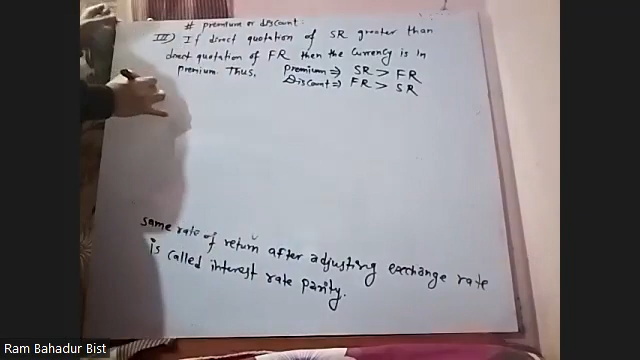 # premium or discount.
III) If direct quotation of SR greater than
direct quotation of FR then the currency is in
premium. Thus, Premium ⇒ SR > FR
Discount ⇒ FR > SR
same rate of return after adjusting exchange rate
is called interest rate parity.
Ram Bahadur Bist